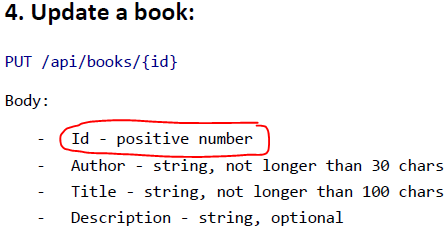 4. Update a book:
PUT /api/books/{id}
Body:
- Id - positive number
- Author - string, not longer than 30 chars
- Title - string, not longer than 100 chars
- Description - string, optional